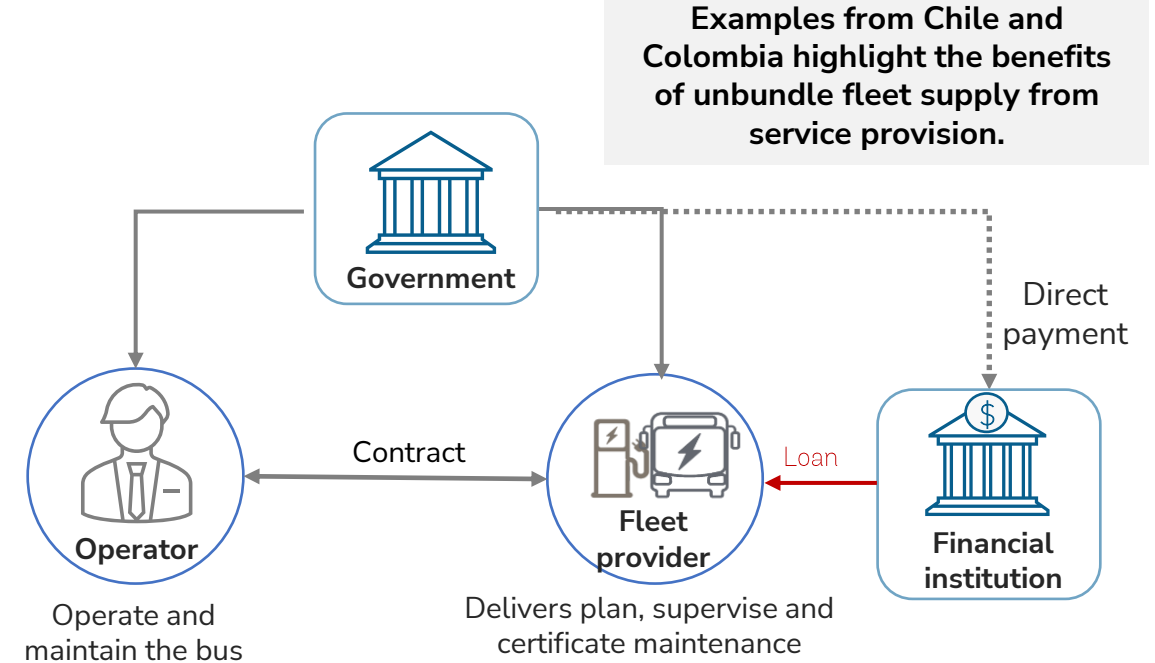 Examples from Chile and
Colombia highlight the benefits
of unbundle fleet supply from
service provision.
Government
Direct
payment
$
Contract
Loan
Operator
Fleet
provider
Financial
institution
Operate and
maintain the bus
Delivers plan, supervise and
certificate maintenance